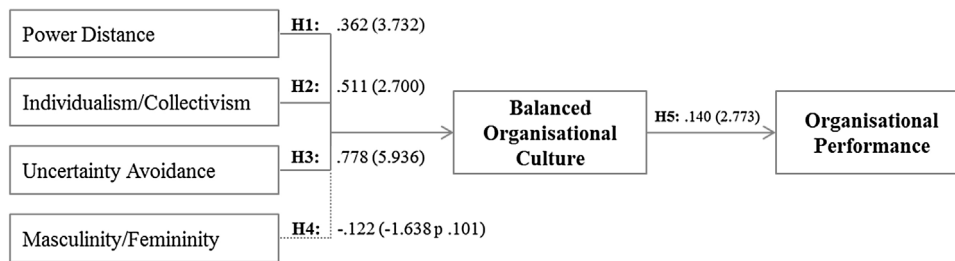 Power Distance
H1: .362 (3.732)
Individualism/Collectivism
H2: .511 (2.700)
Uncertainty Avoidance
H3: .778 (5.936)
Masculinity/Femininity
H4: -.122 (-1.638 p .101)
Balanced
Organisational
Culture
H5: .140 (2.773)
Organisational
Performance